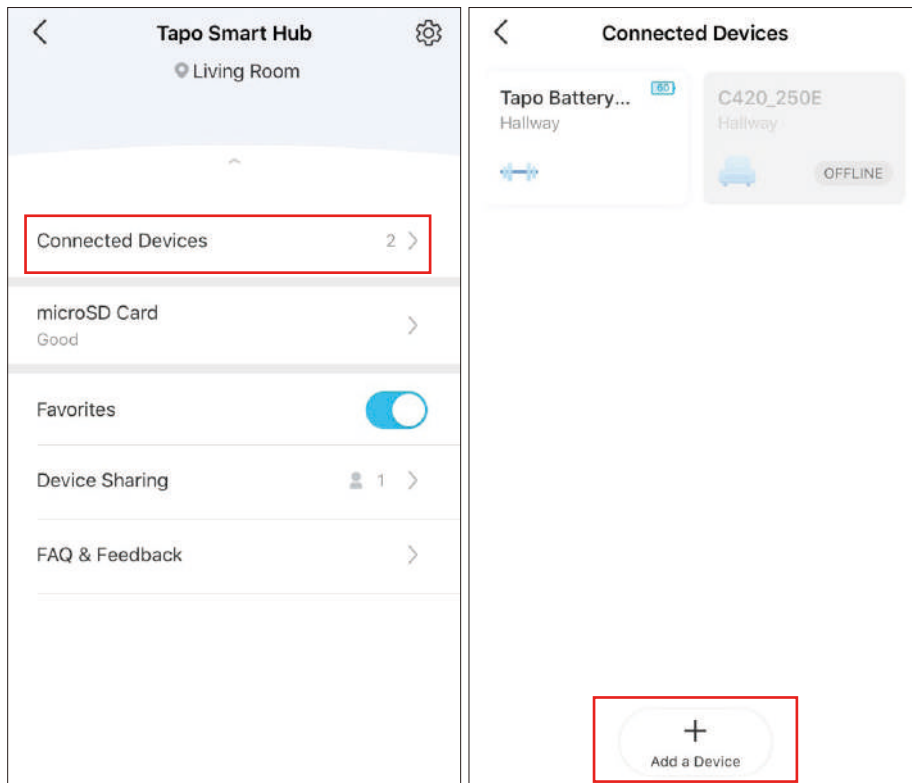 Tapo Smart Hub
Living Room
Connected Devices 2
microSD Card
Good
Favorites
Device Sharing 1
FAQ & Feedback
Connected Devices
Tapo Battery... 60
Hallway
C420_250E
Hallway
OFFLINE
Add a Device